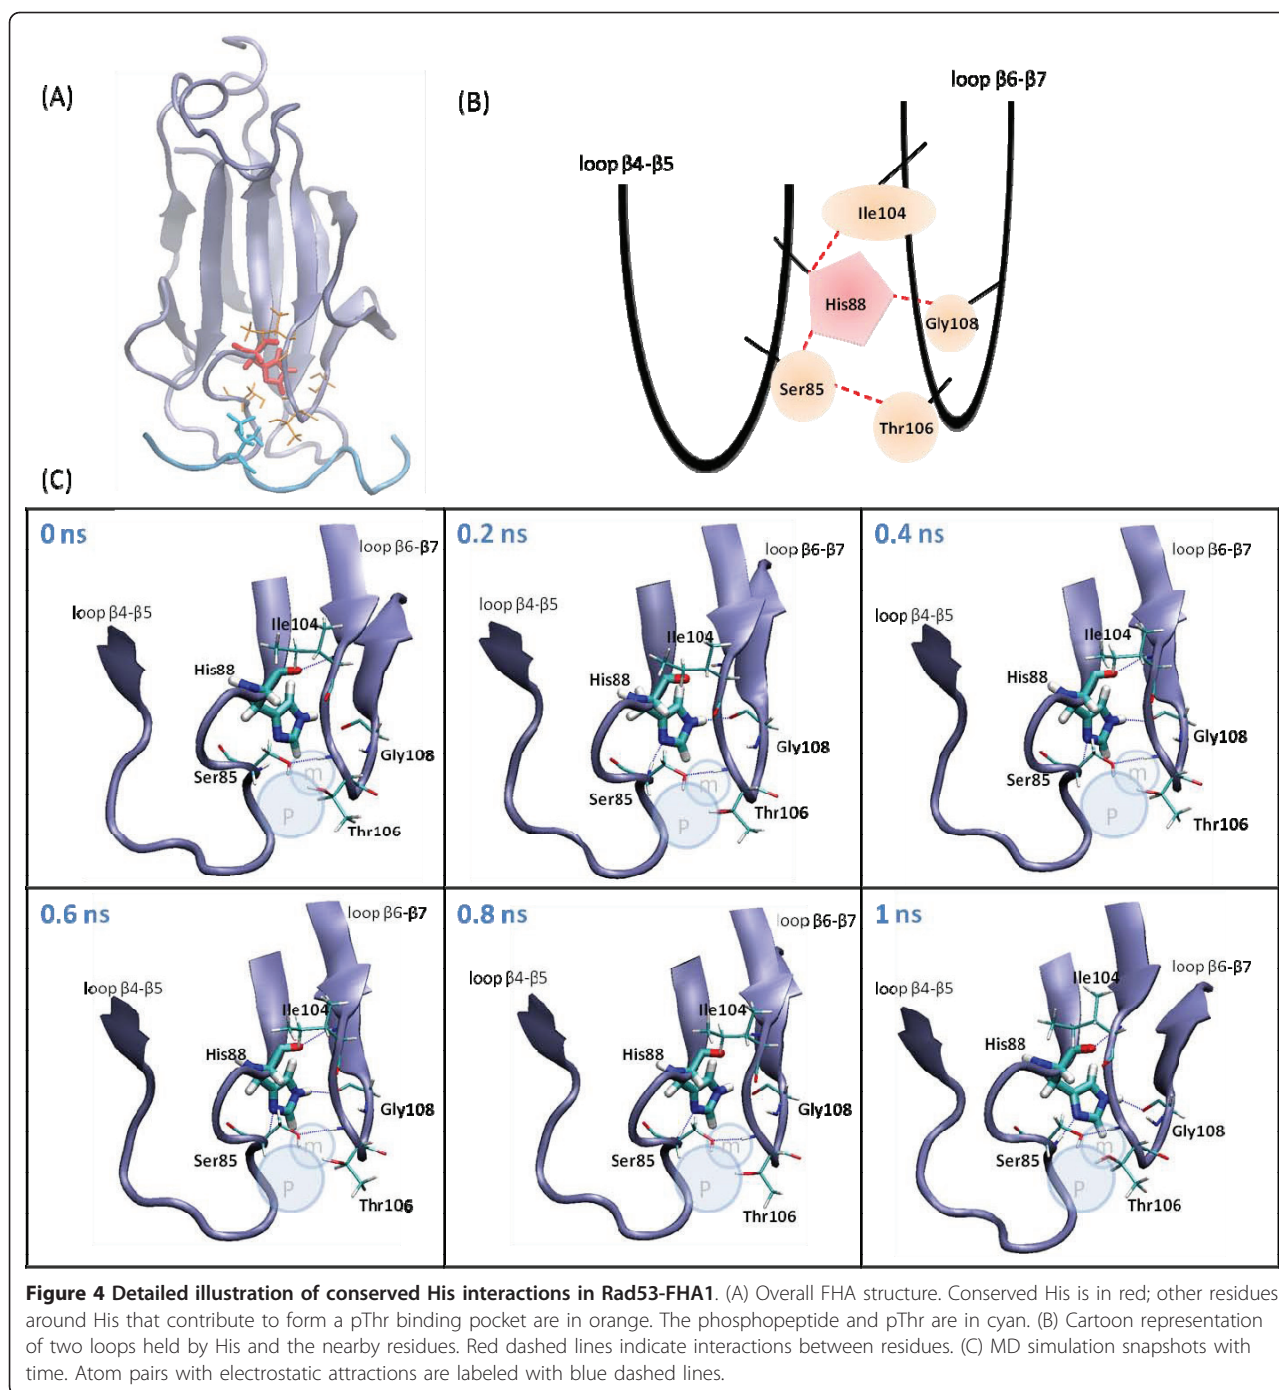 (A)
(B)
loop β6-β7
loop β4-β5
Ile104
His88
Gly108
Ser85
Thr106
(C)
0 ns
loop β6-β7
loop β4-β5
Ile104
His88
Gly108
Ser85
m
P
Thr106
0.2 ns
loop β6-β7
loop β4-β5
Ile104
His88
Gly108
Ser85
m
P
Thr106
0.4 ns
loop β6-β7
loop β4-β5
Ile104
His88
Gly108
Ser85
m
P
Thr106
0.6 ns
loop β6-β7
loop β4-β5
Ile104
His88
Gly108
Ser85
m
P
Thr106
0.8 ns
loop β6-β7
loop β4-β5
Ile104
His88
Gly108
Ser85
m
P
Thr106
1 ns
loop β6-β7
loop β4-β5
Ile104
His88
Gly108
Ser85
m
P
Thr106
Figure 4 Detailed illustration of conserved His interactions in Rad53-FHA1. (A) Overall FHA structure. Conserved His is in red; other residues
around His that contribute to form a pThr binding pocket are in orange. The phosphopeptide and pThr are in cyan. (B) Cartoon representation
of two loops held by His and the nearby residues. Red dashed lines indicate interactions between residues. (C) MD simulation snapshots with
time. Atom pairs with electrostatic attractions are labeled with blue dashed lines.